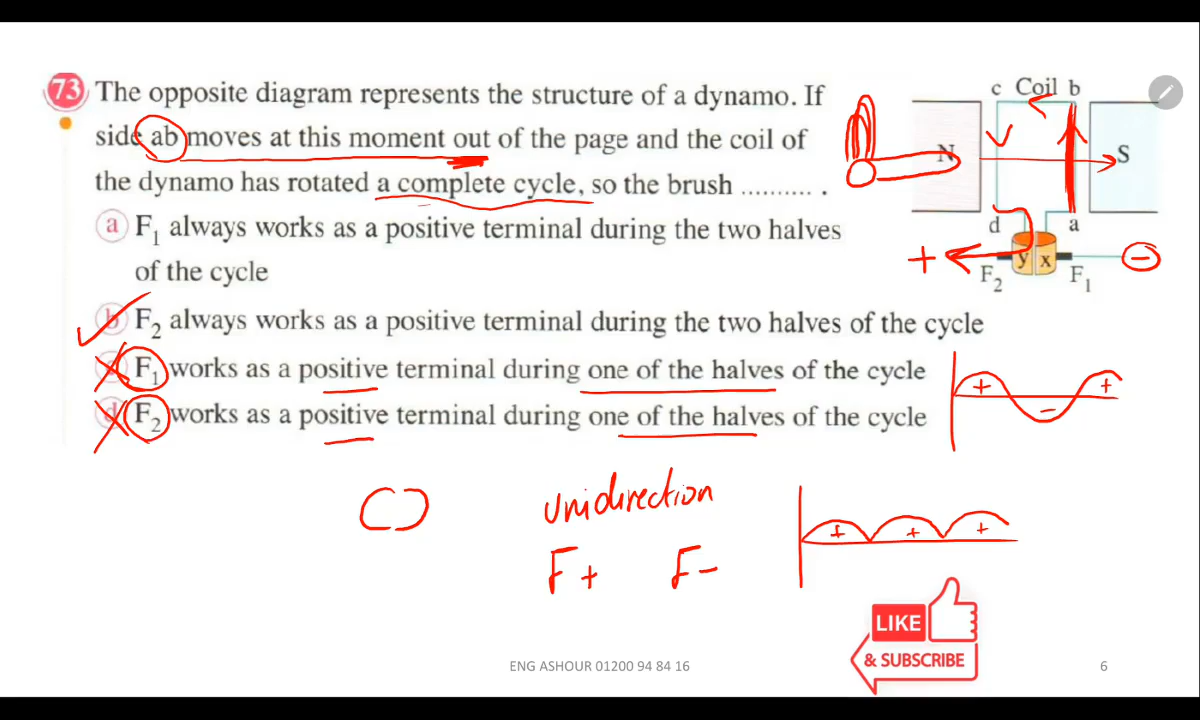 73 The opposite diagram represents the structure of a dynamo. If
side ab moves at this moment out of the page and the coil of
the dynamo has rotated a complete cycle, so the brush .......... .
a F₁ always works as a positive terminal during the two halves
of the cycle
b F₂ always works as a positive terminal during the two halves of the cycle
F₁ works as a positive terminal during one of the halves of the cycle
d F₂ works as a positive terminal during one of the halves of the cycle
c Coil b
N S
d a
+ y x −
F₂ F₁
+ − +
unidirection
+ + +
F+ F−
LIKE
& SUBSCRIBE
ENG ASHOUR 01200 94 84 16
6